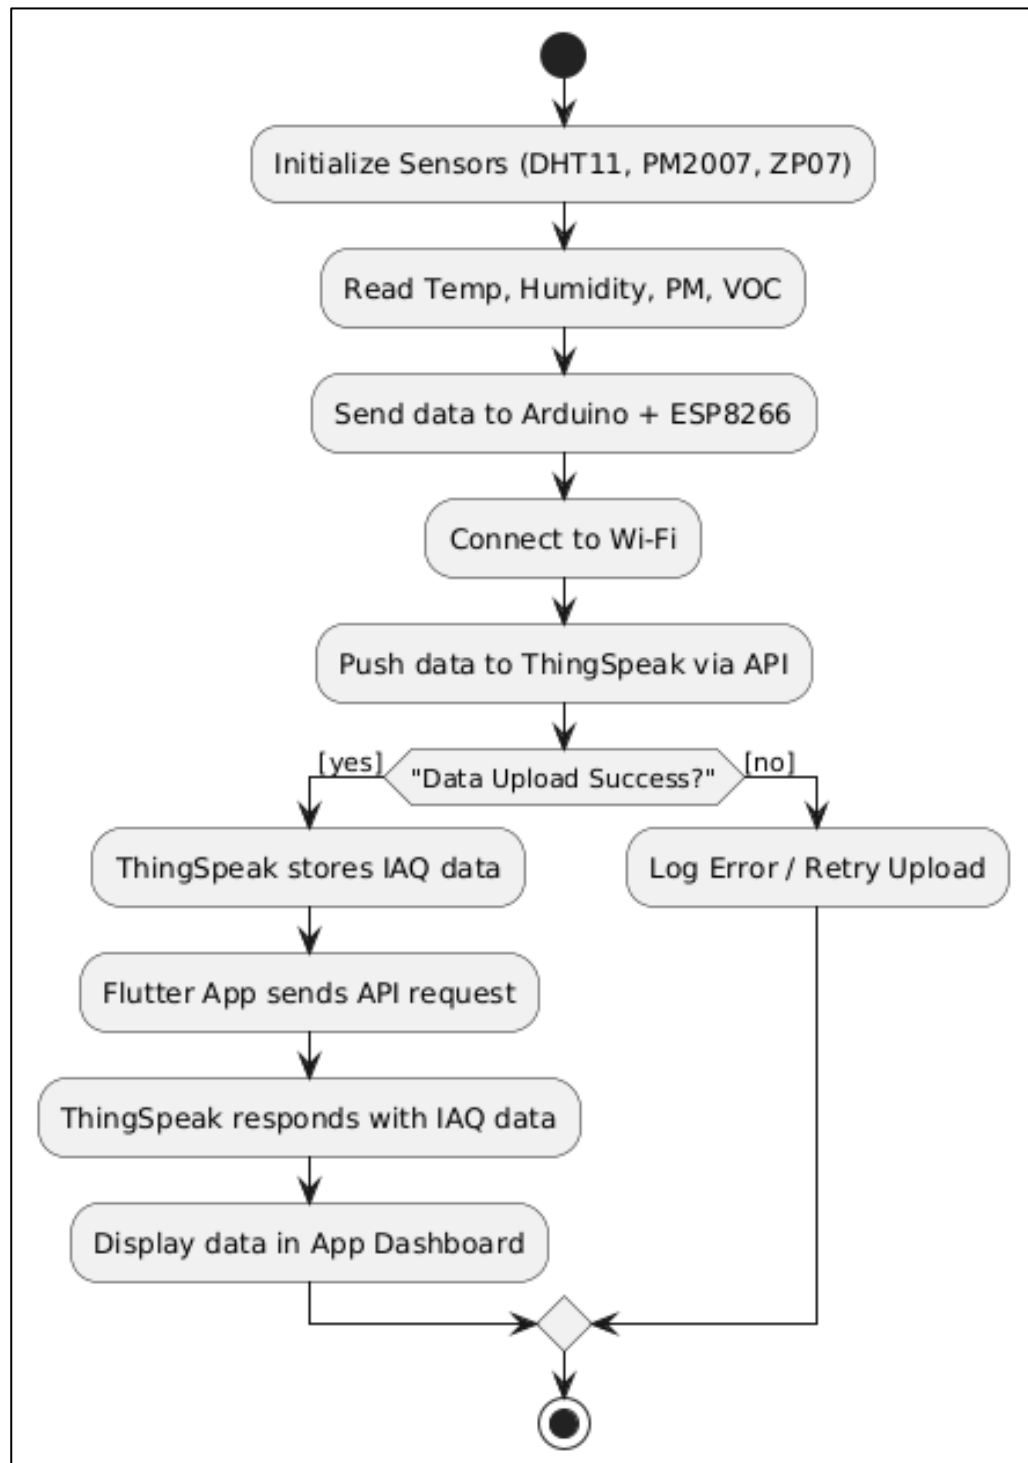 Initialize Sensors (DHT11, PM2007, ZP07)
Read Temp, Humidity, PM, VOC
Send data to Arduino + ESP8266
Connect to Wi-Fi
Push data to ThingSpeak via API
[yes]
"Data Upload Success?"
[no]
ThingSpeak stores IAQ data
Log Error / Retry Upload
Flutter App sends API request
ThingSpeak responds with IAQ data
Display data in App Dashboard